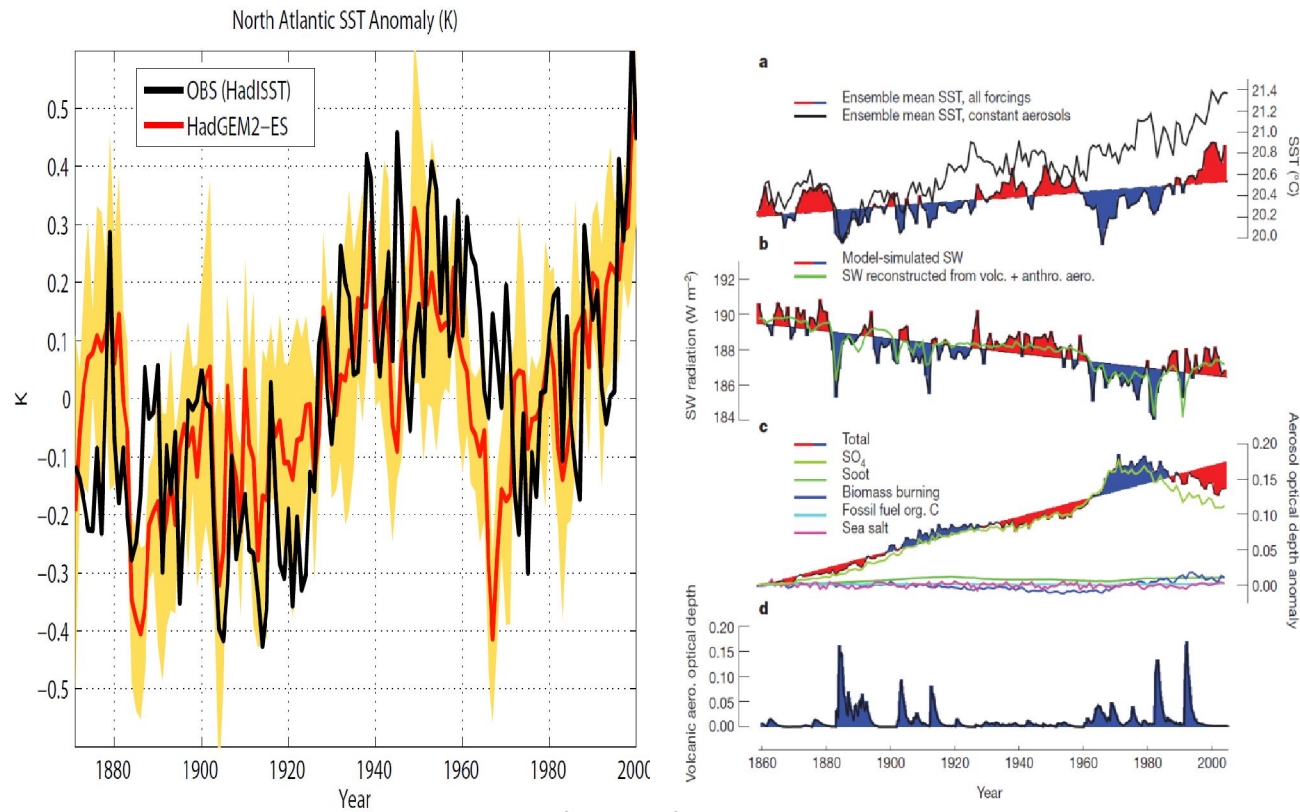 North Atlantic SST Anomaly (K)
OBS (HadISST)
HadGEM2−ES
K
0.5
0.4
0.3
0.2
0.1
0
−0.1
−0.2
−0.3
−0.4
−0.5
1880 1900 1920 1940 1960 1980 2000
Year
a
Ensemble mean SST, all forcings
Ensemble mean SST, constant aerosols
21.4
21.2
21.0
20.8
20.6
20.4
20.2
20.0
SST (°C)
b
Model-simulated SW
SW reconstructed from volc. + anthro. aero.
SW radiation (W m⁻²)
192
190
188
186
184
c
Total
SO₄
Soot
Biomass burning
Fossil fuel org. C
Sea salt
0.20
0.15
0.10
0.05
0.00
Aerosol optical depth anomaly
d
Volcanic aero. optical depth
0.20
0.15
0.10
0.05
0.00
1860 1880 1900 1920 1940 1960 1980 2000
Year